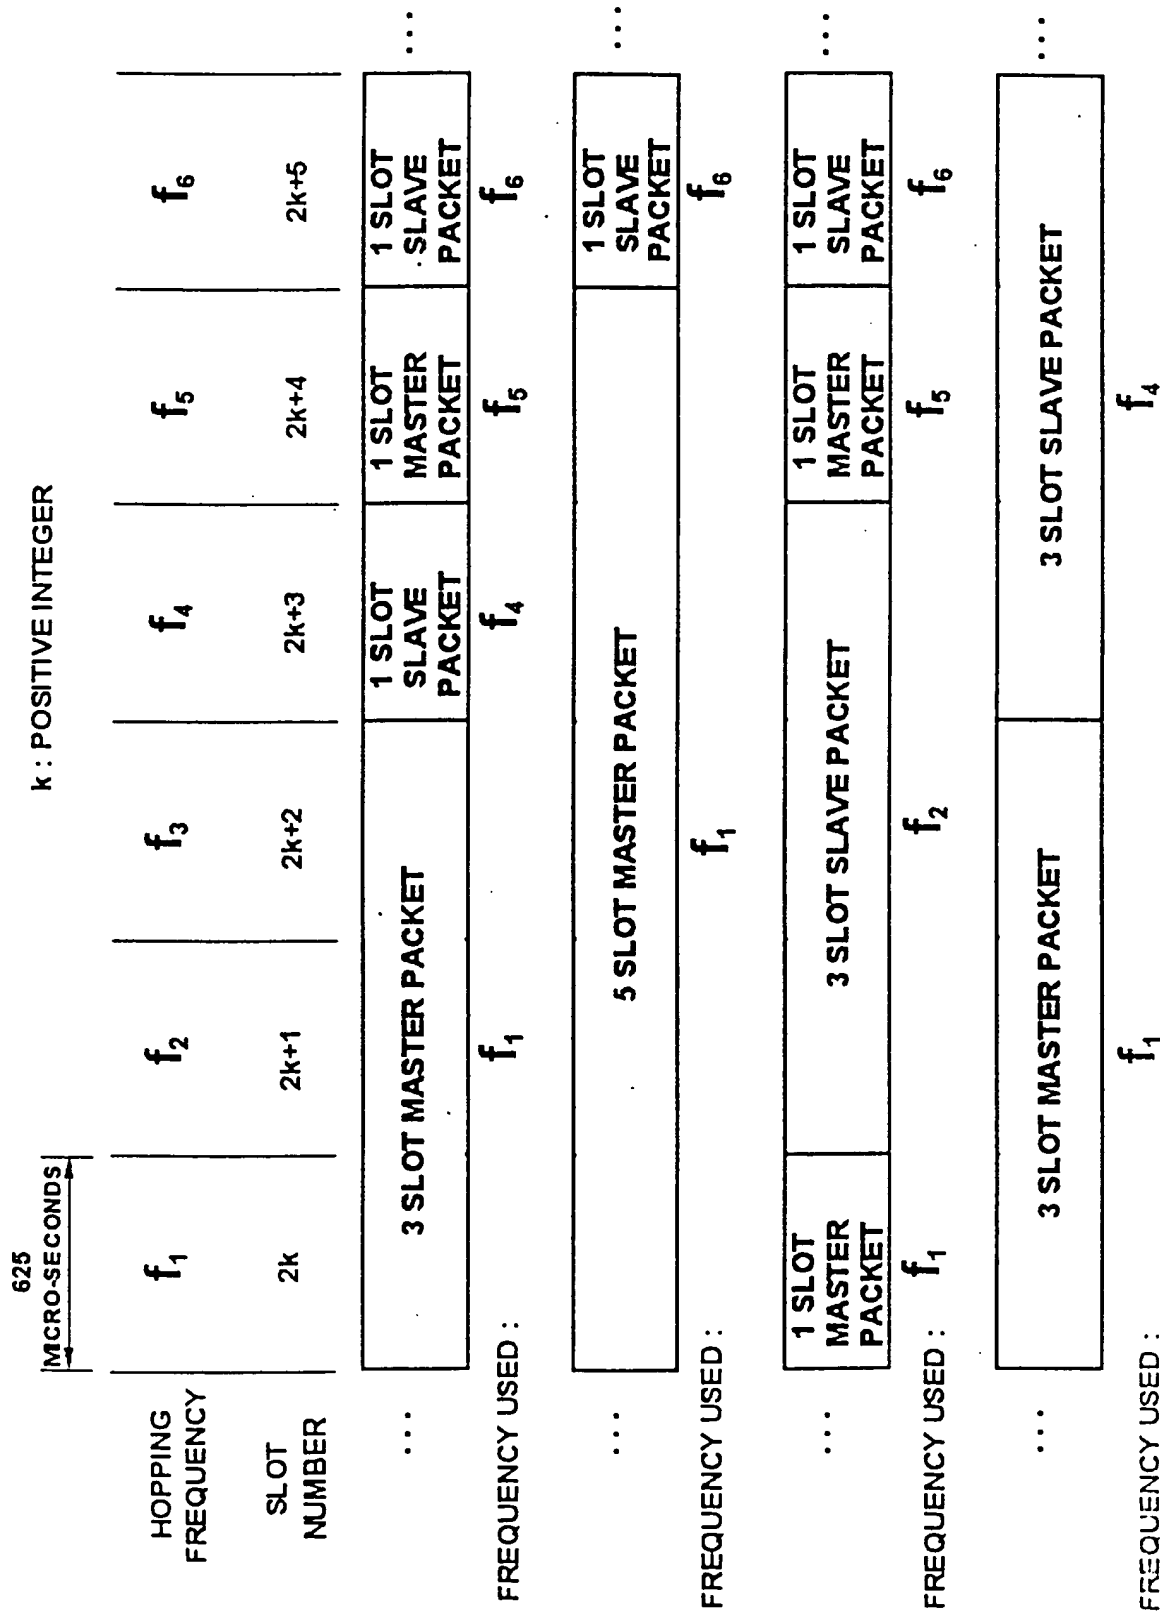 k : POSITIVE INTEGER
625
MICRO-SECONDS
HOPPING
FREQUENCY
f1 f2 f3 f4 f5 f6
SLOT
NUMBER
2k 2k+1 2k+2 2k+3 2k+4 2k+5
...
3 SLOT MASTER PACKET
1 SLOT
SLAVE
PACKET
1 SLOT
MASTER
PACKET
1 SLOT
SLAVE
PACKET
...
FREQUENCY USED : f1 f4 f5 f6
...
5 SLOT MASTER PACKET
1 SLOT
SLAVE
PACKET
...
FREQUENCY USED : f1 f6
...
1 SLOT
MASTER
PACKET
3 SLOT SLAVE PACKET
1 SLOT
MASTER
PACKET
1 SLOT
SLAVE
PACKET
...
FREQUENCY USED : f1 f2 f5 f6
...
3 SLOT MASTER PACKET
3 SLOT SLAVE PACKET
...
FREQUENCY USED : f1 f4